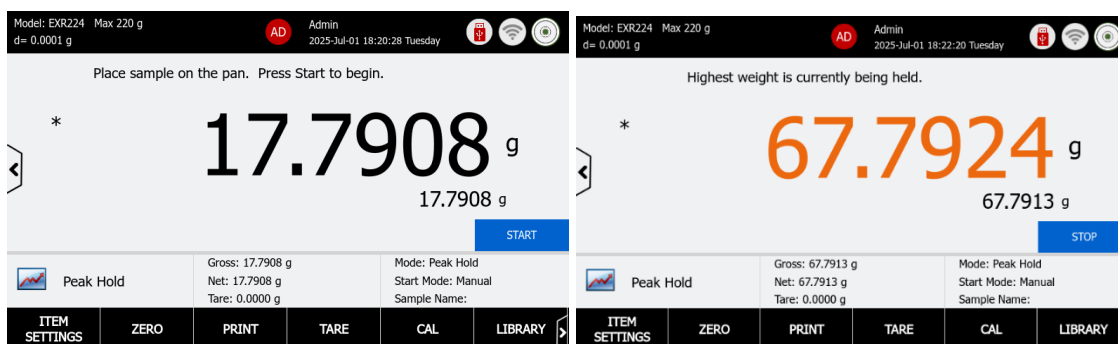 Model: EXR224 Max 220 g
d= 0.0001 g
AD
Admin
2025-Jul-01 18:20:28 Tuesday
Place sample on the pan. Press Start to begin.
*
17.7908 g
17.7908 g
START
Peak Hold
Gross: 17.7908 g
Net: 17.7908 g
Tare: 0.0000 g
Mode: Peak Hold
Start Mode: Manual
Sample Name:
ITEM
SETTINGS
ZERO
PRINT
TARE
CAL
LIBRARY
Model: EXR224 Max 220 g
d= 0.0001 g
AD
Admin
2025-Jul-01 18:22:20 Tuesday
Highest weight is currently being held.
*
67.7924 g
67.7913 g
STOP
Peak Hold
Gross: 67.7913 g
Net: 67.7913 g
Tare: 0.0000 g
Mode: Peak Hold
Start Mode: Manual
Sample Name:
ITEM
SETTINGS
ZERO
PRINT
TARE
CAL
LIBRARY